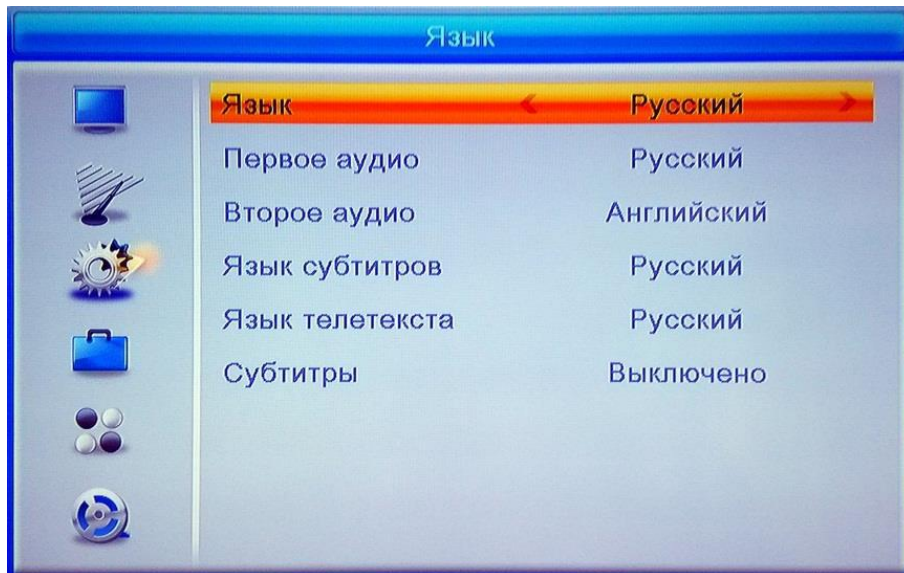 Язык
Язык Русский
Первое аудио Русский
Второе аудио Английский
Язык субтитров Русский
Язык телетекста Русский
Субтитры Выключено